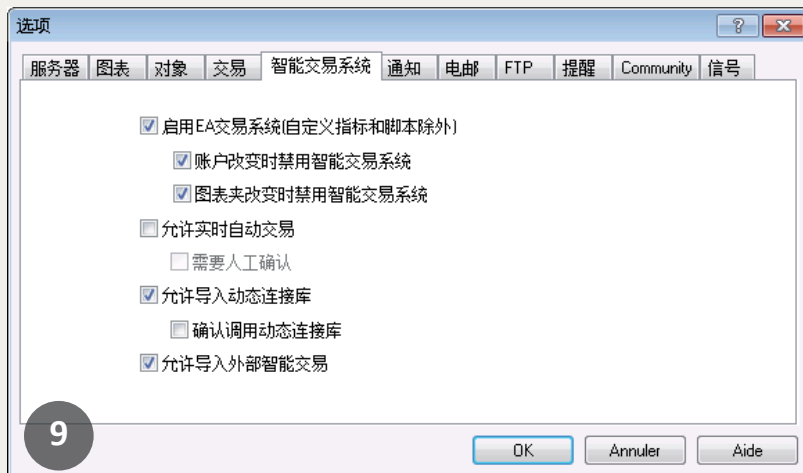 选项
服务器 图表 对象 交易 智能交易系统 通知 电邮 FTP 提醒 Community 信号
启用EA交易系统(自定义指标和脚本除外)
账户改变时禁用智能交易系统
图表夹改变时禁用智能交易系统
允许实时自动交易
需要人工确认
允许导入动态连接库
确认调用动态连接库
允许导入外部智能交易
9
OK Annuler Aide